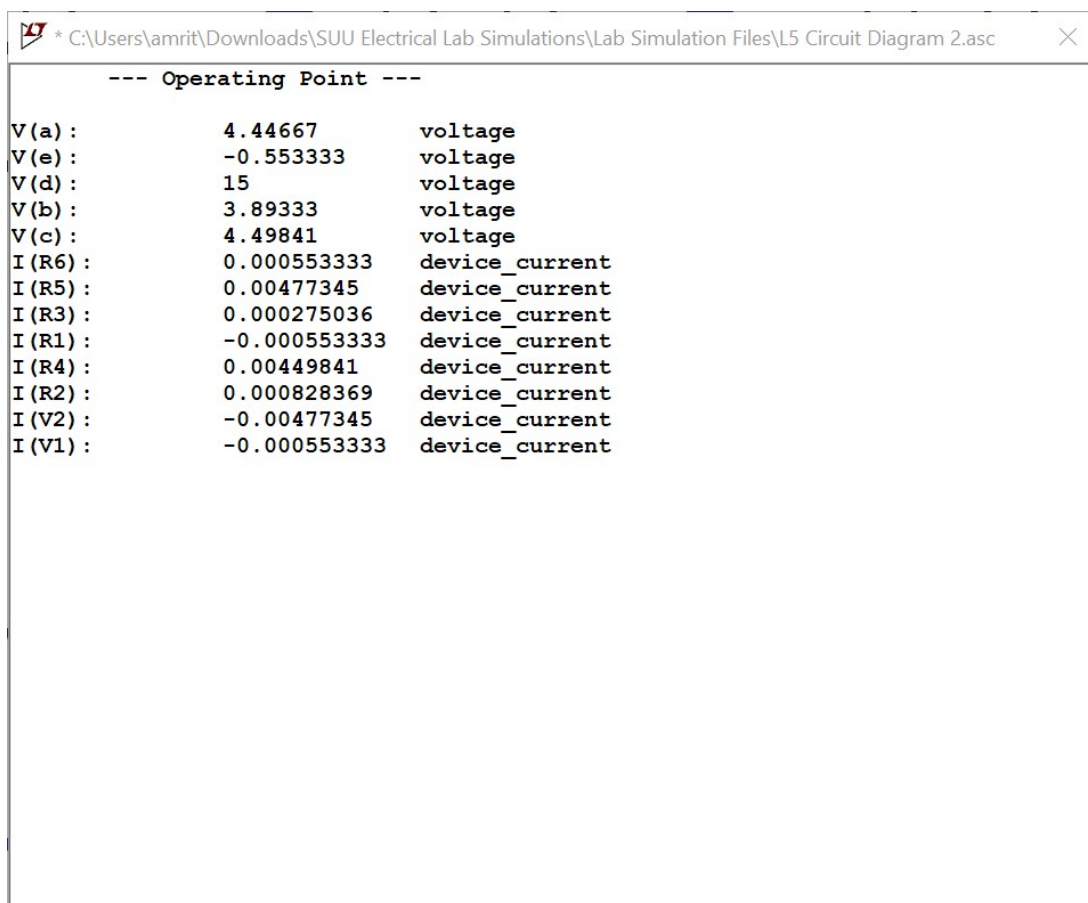 * C:\Users\amrit\Downloads\SUU Electrical Lab Simulations\Lab Simulation Files\L5 Circuit Diagram 2.asc
--- Operating Point ---
V(a): 4.44667 voltage
V(e): -0.553333 voltage
V(d): 15 voltage
V(b): 3.89333 voltage
V(c): 4.49841 voltage
I(R6): 0.000553333 device_current
I(R5): 0.00477345 device_current
I(R3): 0.000275036 device_current
I(R1): -0.000553333 device_current
I(R4): 0.00449841 device_current
I(R2): 0.000828369 device_current
I(V2): -0.00477345 device_current
I(V1): -0.000553333 device_current